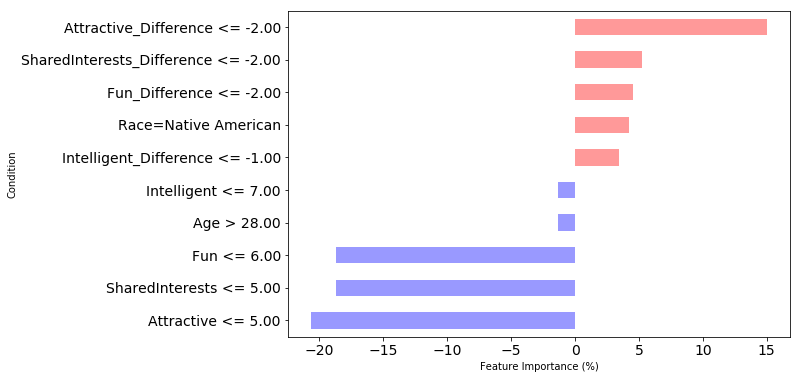 Attractive_Difference <= -2.00
SharedInterests_Difference <= -2.00
Fun_Difference <= -2.00
Race=Native American
Intelligent_Difference <= -1.00
Intelligent <= 7.00
Age > 28.00
Fun <= 6.00
SharedInterests <= 5.00
Attractive <= 5.00
Condition
−20 −15 −10 −5 0 5 10 15
Feature Importance (%)